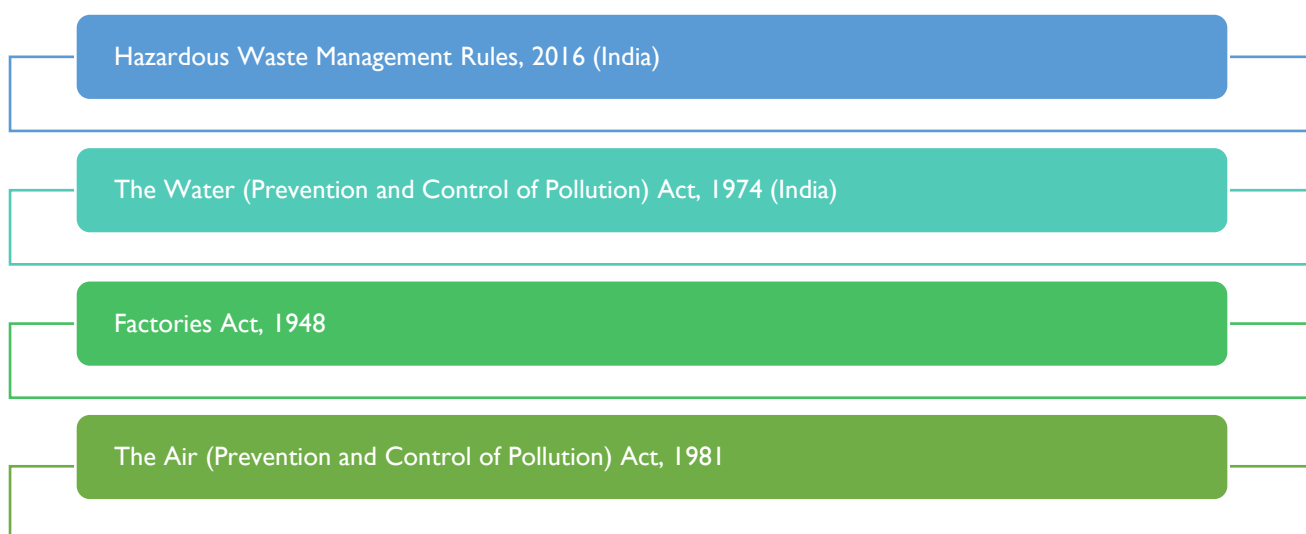 Hazardous Waste Management Rules, 2016 (India)
The Water (Prevention and Control of Pollution) Act, 1974 (India)
Factories Act, 1948
The Air (Prevention and Control of Pollution) Act, 1981